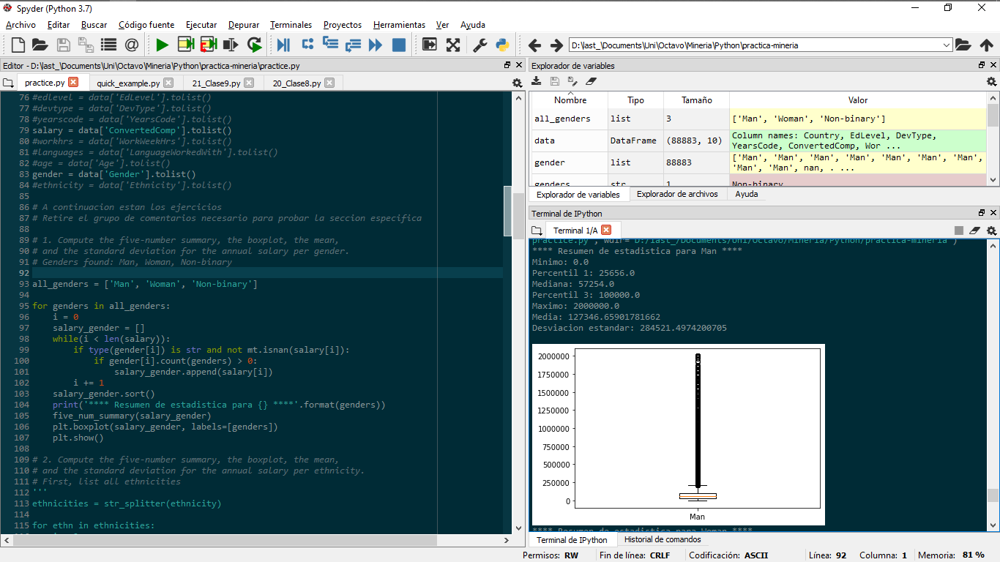 Spyder (Python 3.7)
Archivo Editar Buscar Código fuente Ejecutar Depurar Terminales Proyectos Herramientas Ver Ayuda
D:\last_\Documents\Uni\Octavo\Mineria\Python\practica-mineria
Editor - D:\last_\Documents\Uni\Octavo\Mineria\Python\practica-mineria\practice.py
practice.py quick_example.py 21_Clase9.py 20_Clase8.py
76 #edlevel = data['EdLevel'].tolist()
77 #devtype = data['DevType'].tolist()
78 #yearscode = data['YearsCode'].tolist()
79 salary = data['ConvertedComp'].tolist()
80 #workhrs = data['WorkWeekHrs'].tolist()
81 #languages = data['LanguageWorkedWith'].tolist()
82 #age = data['Age'].tolist()
83 gender = data['Gender'].tolist()
84 #ethnicity = data['Ethnicity'].tolist()
85
86 # A continuacion estan los ejercicios
87 # Retire el grupo de comentarios necesario para probar la seccion especifica
88
89 # 1. Compute the five-number summary, the boxplot, the mean,
90 # and the standard deviation for the annual salary per gender.
91 # Genders found: Man, Woman, Non-binary
92
93 all_genders = ['Man', 'Woman', 'Non-binary']
94
95 for genders in all_genders:
96     i = 0
97     salary_gender = []
98     while(i < len(salary)):
99         if type(gender[i]) is str and not mt.isnan(salary[i]):
100             if gender[i].count(genders) > 0:
101                 salary_gender.append(salary[i])
102         i += 1
103     salary_gender.sort()
104     print('**** Resumen de estadistica para {} ****'.format(genders))
105     five_num_summary(salary_gender)
106     plt.boxplot(salary_gender, labels=[genders])
107     plt.show()
108
109 # 2. Compute the five-number summary, the boxplot, the mean,
110 # and the standard deviation for the annual salary per ethnicity.
111 # First, list all ethnicities
112 '''
113 ethnicities = str_splitter(ethnicity)
114
115 for ethn in ethnicities:
Explorador de variables
Nombre Tipo Tamaño Valor
all_genders list 3 ['Man', 'Woman', 'Non-binary']
data DataFrame (88883, 10) Column names: Country, EdLevel, DevType,
YearsCode, ConvertedComp, Wor ...
gender list 88883 ['Man', 'Man', 'Man', 'Man', 'Man', 'Man', 'Man',
'Man', 'Man', nan, . ...
genders str 1 Non-binary
Explorador de variables Explorador de archivos Ayuda
Terminal de IPython
Terminal 1/A
practice.py', wdir='D:/last_/Documents/Uni/Octavo/Mineria/Python/practica-mineria')
**** Resumen de estadistica para Man ****
Minimo: 0.0
Percentil 1: 25656.0
Mediana: 57254.0
Percentil 3: 100000.0
Maximo: 2000000.0
Media: 127346.65901781662
Desviacion estandar: 284521.4974200705
2000000
1750000
1500000
1250000
1000000
750000
500000
250000
0
Man
**** Resumen de estadistica para Woman ****
Terminal de IPython Historial de comandos
Permisos: RW Fin de línea: CRLF Codificación: ASCII Línea: 92 Columna: 1 Memoria: 81 %